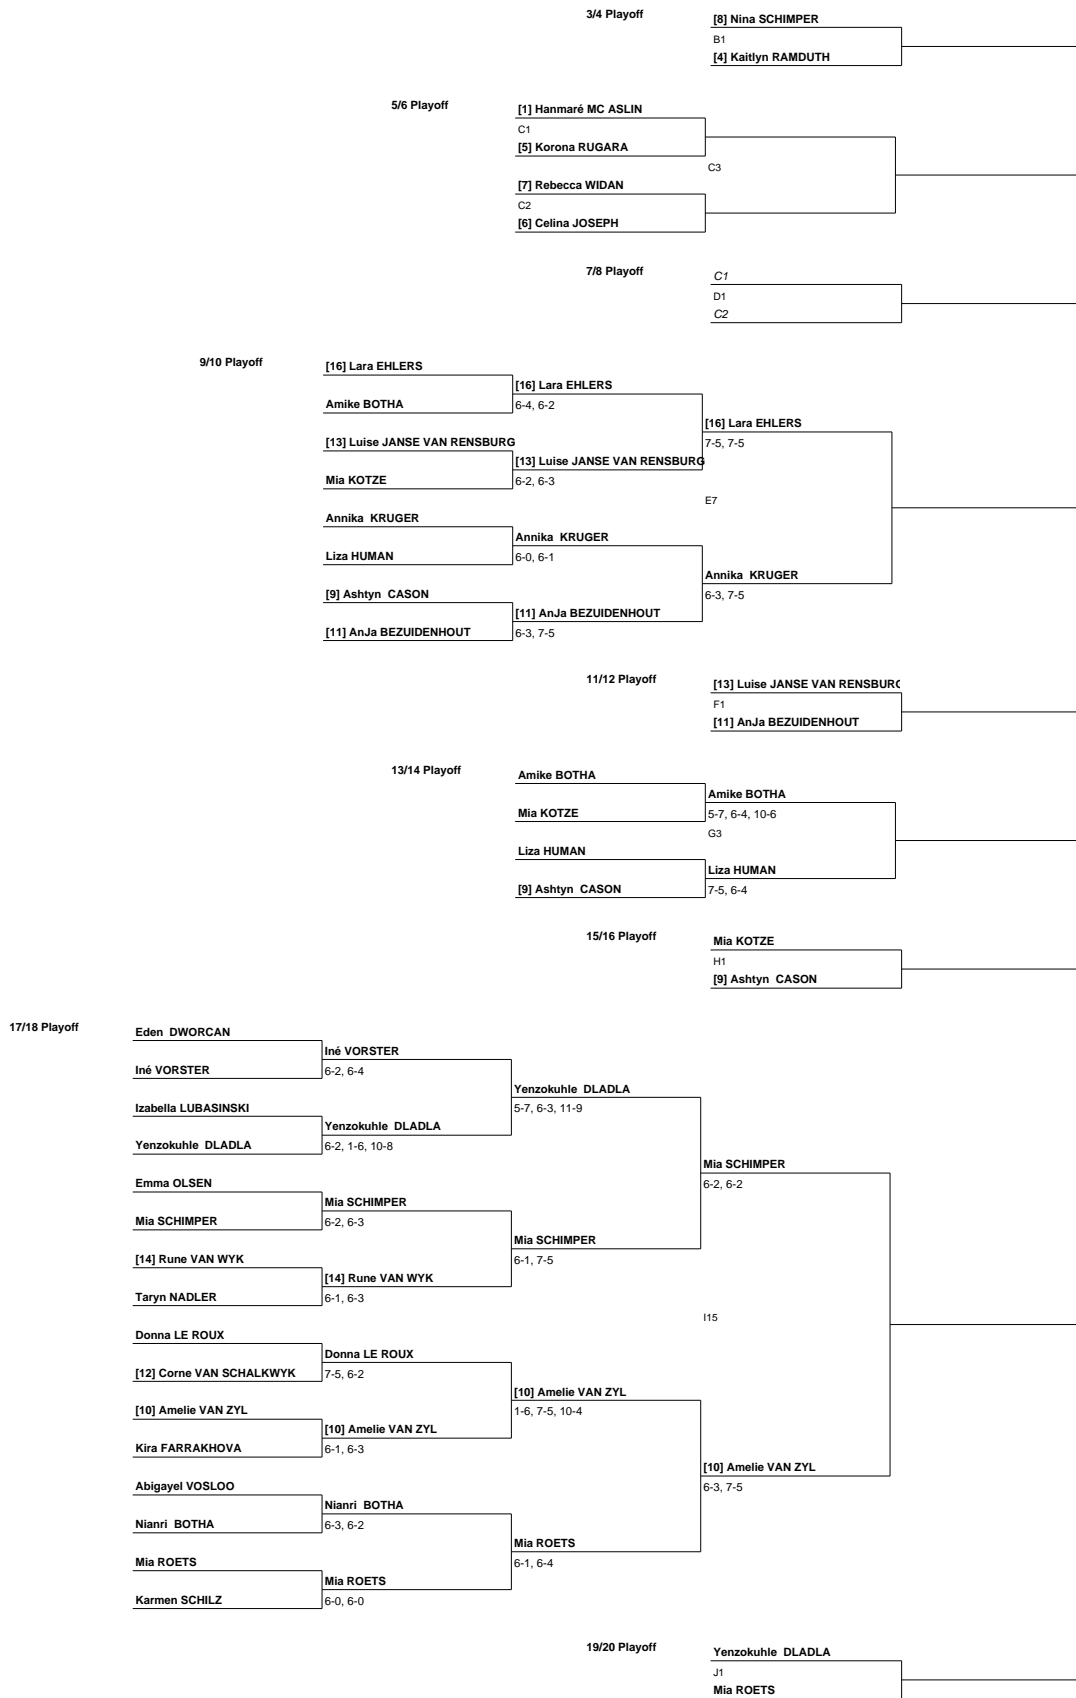 3/4 Playoff
[8] Nina SCHIMPER
B1
[4] Kaitlyn RAMDUTH
5/6 Playoff
[1] Hanmaré MC ASLIN
C1
[5] Korona RUGARA
C3
[7] Rebecca WIDAN
C2
[6] Celina JOSEPH
7/8 Playoff
C1
D1
C2
9/10 Playoff
[16] Lara EHLERS
[16] Lara EHLERS
Amike BOTHA
6-4, 6-2
[16] Lara EHLERS
7-5, 7-5
[13] Luise JANSE VAN RENSBURG
[13] Luise JANSE VAN RENSBURG
Mia KOTZE
6-2, 6-3
E7
Annika KRUGER
Annika KRUGER
Liza HUMAN
6-0, 6-1
Annika KRUGER
6-3, 7-5
[9] Ashtyn CASON
[11] AnJa BEZUIDENHOUT
[11] AnJa BEZUIDENHOUT
6-3, 7-5
11/12 Playoff
[13] Luise JANSE VAN RENSBURG
F1
[11] AnJa BEZUIDENHOUT
13/14 Playoff
Amike BOTHA
Amike BOTHA
Mia KOTZE
5-7, 6-4, 10-6
G3
Liza HUMAN
Liza HUMAN
[9] Ashtyn CASON
7-5, 6-4
15/16 Playoff
Mia KOTZE
H1
[9] Ashtyn CASON
17/18 Playoff
Eden DWORCAN
Iné VORSTER
Iné VORSTER
6-2, 6-4
Yenzokuhle DLADLA
5-7, 6-3, 11-9
Izabella LUBASINSKI
Yenzokuhle DLADLA
Yenzokuhle DLADLA
6-2, 1-6, 10-8
Mia SCHIMPER
6-2, 6-2
Emma OLSEN
Mia SCHIMPER
Mia SCHIMPER
6-2, 6-3
Mia SCHIMPER
6-1, 7-5
[14] Rune VAN WYK
[14] Rune VAN WYK
Taryn NADLER
6-1, 6-3
I15
Donna LE ROUX
Donna LE ROUX
[12] Corne VAN SCHALKWYK
7-5, 6-2
[10] Amelie VAN ZYL
1-6, 7-5, 10-4
[10] Amelie VAN ZYL
[10] Amelie VAN ZYL
Kira FARRAKHOVA
6-1, 6-3
[10] Amelie VAN ZYL
6-3, 7-5
Abigayel VOSLOO
Nianri BOTHA
Nianri BOTHA
6-3, 6-2
Mia ROETS
6-1, 6-4
Mia ROETS
Mia ROETS
Karmen SCHILZ
6-0, 6-0
19/20 Playoff
Yenzokuhle DLADLA
J1
Mia ROETS